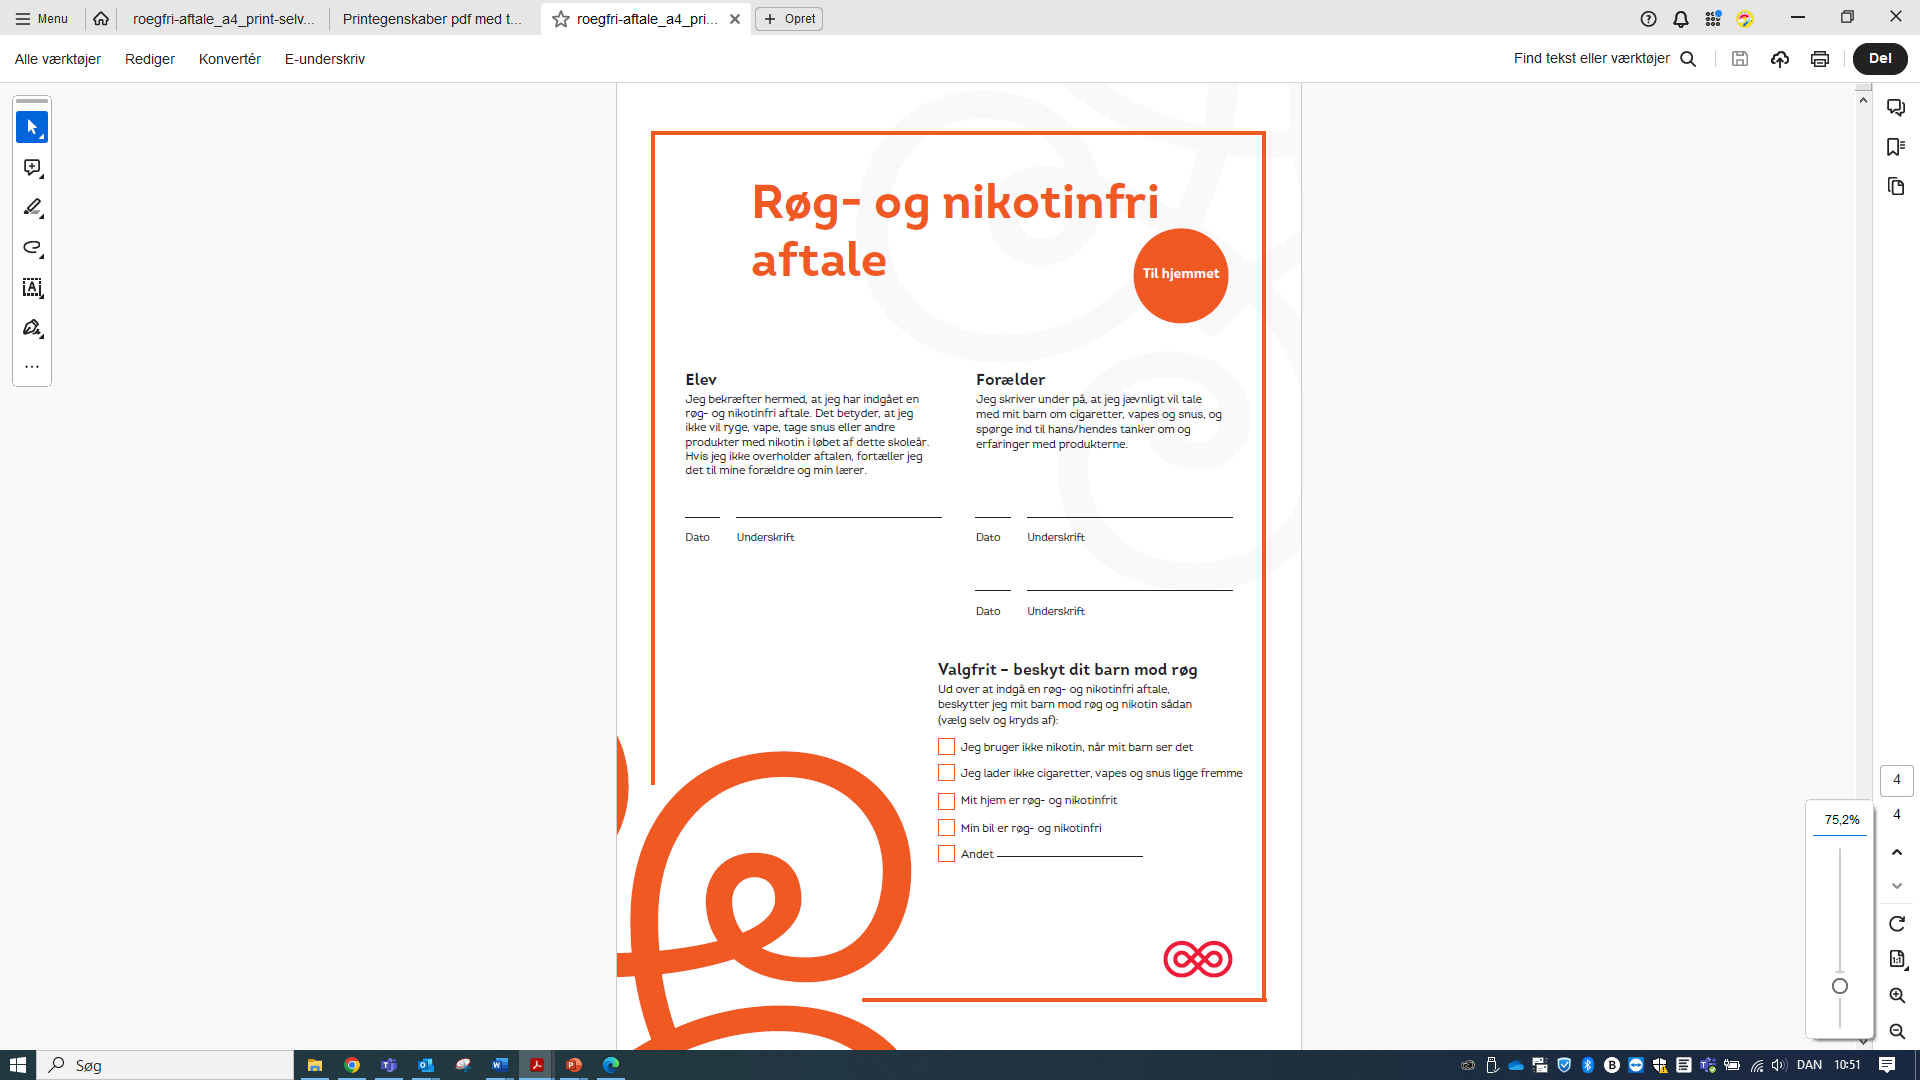 Menu
roegfri-aftale_a4_print-selv...
Printegenskaber pdf med t...
roegfri-aftale_a4_pri...
Opret
Alle værktøjer
Rediger
Konvertér
E-underskriv
Find tekst eller værktøjer
Del
Røg- og nikotinfri
aftale
Til hjemmet
Elev
Jeg bekræfter hermed, at jeg har indgået en
røg- og nikotinfri aftale. Det betyder, at jeg
ikke vil ryge, vape, tage snus eller andre
produkter med nikotin i løbet af dette skoleår.
Hvis jeg ikke overholder aftalen, fortæller jeg
det til mine forældre og min lærer.
Dato
Underskrift
Forælder
Jeg skriver under på, at jeg jævnligt vil tale
med mit barn om cigaretter, vapes og snus, og
spørge ind til hans/hendes tanker om og
erfaringer med produkterne.
Dato
Underskrift
Dato
Underskrift
Valgfrit – beskyt dit barn mod røg
Ud over at indgå en røg- og nikotinfri aftale,
beskytter jeg mit barn mod røg og nikotin sådan
(vælg selv og kryds af):
Jeg bruger ikke nikotin, når mit barn ser det
Jeg lader ikke cigaretter, vapes og snus ligge fremme
Mit hjem er røg- og nikotinfrit
Min bil er røg- og nikotinfri
Andet
4
4
75,2%
1:1
Søg
DAN
10:51